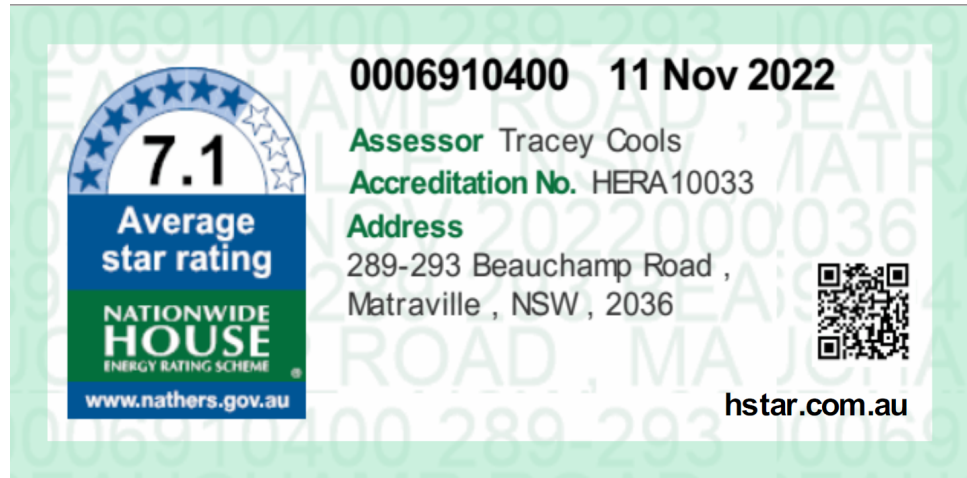 0006910400 11 Nov 2022
7.1
Average
star rating
NATIONWIDE
HOUSE
ENERGY RATING SCHEME ®
www.nathers.gov.au
Assessor Tracey Cools
Accreditation No. HERA10033
Address
289-293 Beauchamp Road ,
Matraville , NSW , 2036
hstar.com.au